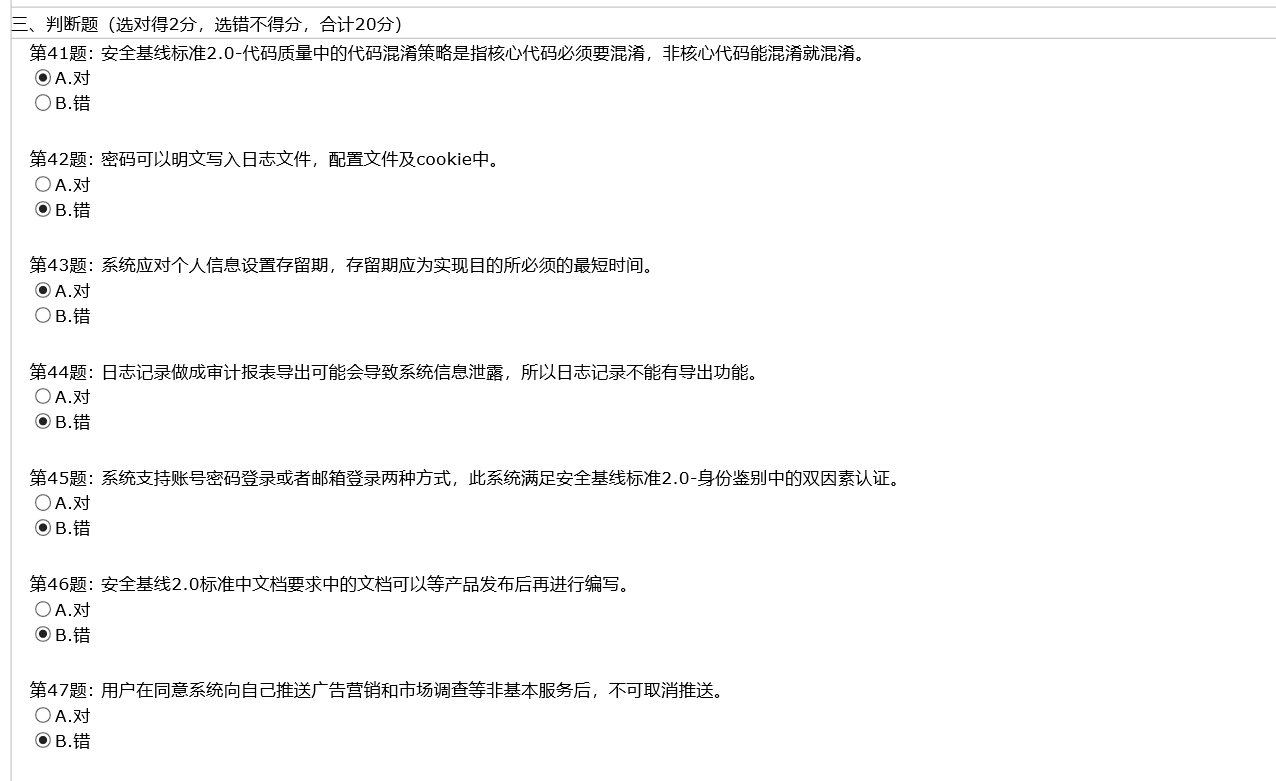 三、判断题（选对得2分，选错不得分，合计20分）
第41题：安全基线标准2.0-代码质量中的代码混淆策略是指核心代码必须要混淆，非核心代码能混淆就混淆。
A.对
B.错
第42题：密码可以明文写入日志文件，配置文件及cookie中。
A.对
B.错
第43题：系统应对个人信息设置存留期，存留期应为实现目的所必须的最短时间。
A.对
B.错
第44题：日志记录做成审计报表导出可能会导致系统信息泄露，所以日志记录不能有导出功能。
A.对
B.错
第45题：系统支持账号密码登录或者邮箱登录两种方式，此系统满足安全基线标准2.0-身份鉴别中的双因素认证。
A.对
B.错
第46题：安全基线2.0标准中文档要求中的文档可以等产品发布后再进行编写。
A.对
B.错
第47题：用户在同意系统向自己推送广告营销和市场调查等非基本服务后，不可取消推送。
A.对
B.错